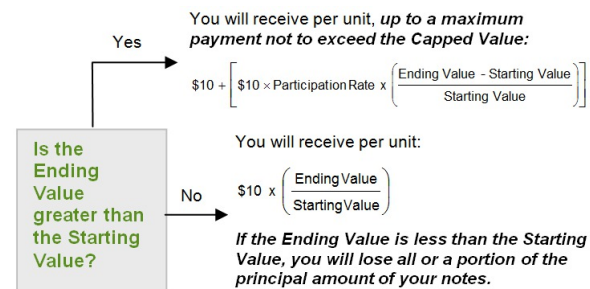 You will receive per unit, up to a maximum
payment not to exceed the Capped Value:
Yes
$10 + [ $10 × Participation Rate x ( Ending Value - Starting Value
Starting Value ) ]
Is the
Ending
Value
greater than
the Starting
Value?
No
You will receive per unit:
$10 x ( Ending Value
Starting Value )
If the Ending Value is less than the Starting
Value, you will lose all or a portion of the
principal amount of your notes.